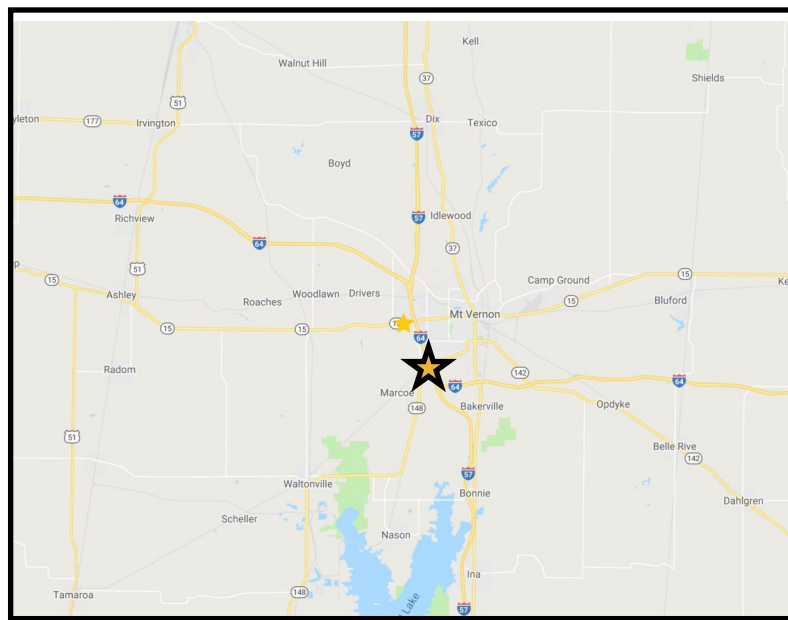 Kell
Walnut Hill
37
Shields
51
yleton
177
Irvington
Dix
Texico
57
Boyd
64
Richview
57
Idlewood
64
37
p
51
15
15
Camp Ground
Ke
Ashley
Roaches
Woodlawn
Drivers
15
Bluford
Mt Vernon
15
15
64
Radom
142
64
64
Marcoe
148
Bakerville
Opdyke
51
Belle Rive
142
57
Waltonville
Bonnie
Dahlgren
Scheller
Nason
Ina
148
Tamaroa
Lake
57